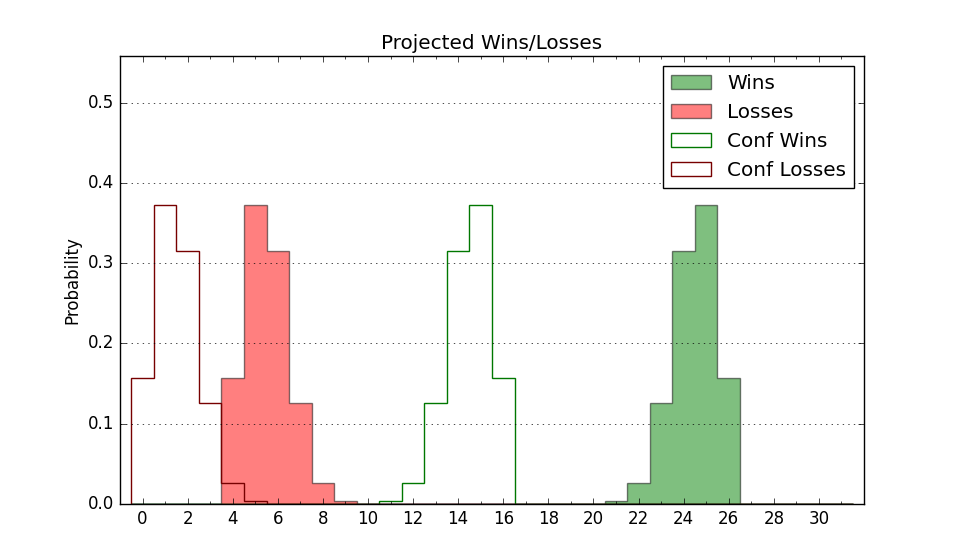 Projected Wins/Losses
Wins
Losses
Conf Wins
Conf Losses
Probability
0.5
0.4
0.3
0.2
0.1
0.0
0 2 4 6 8 10 12 14 16 18 20 22 24 26 28 30